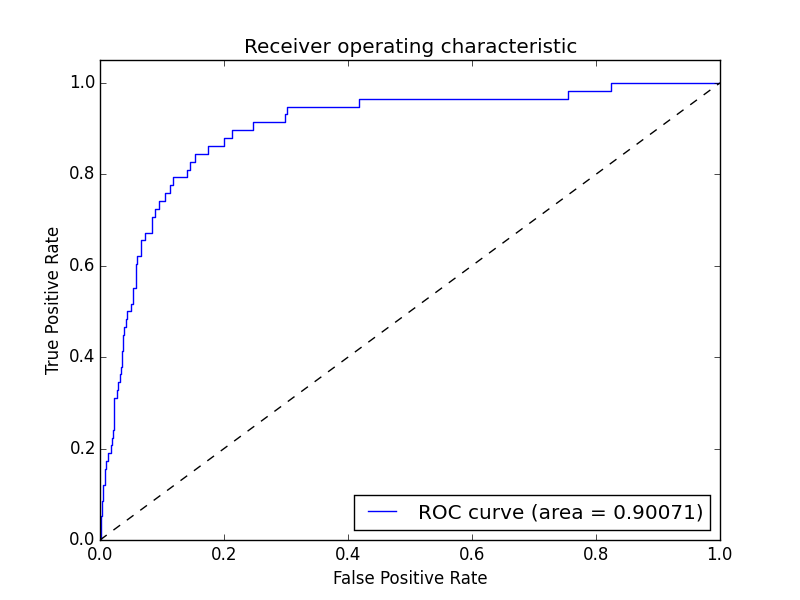 Receiver operating characteristic
1.0
0.8
0.6
0.4
0.2
0.0
True Positive Rate
ROC curve (area = 0.90071)
0.0 0.2 0.4 0.6 0.8 1.0
False Positive Rate